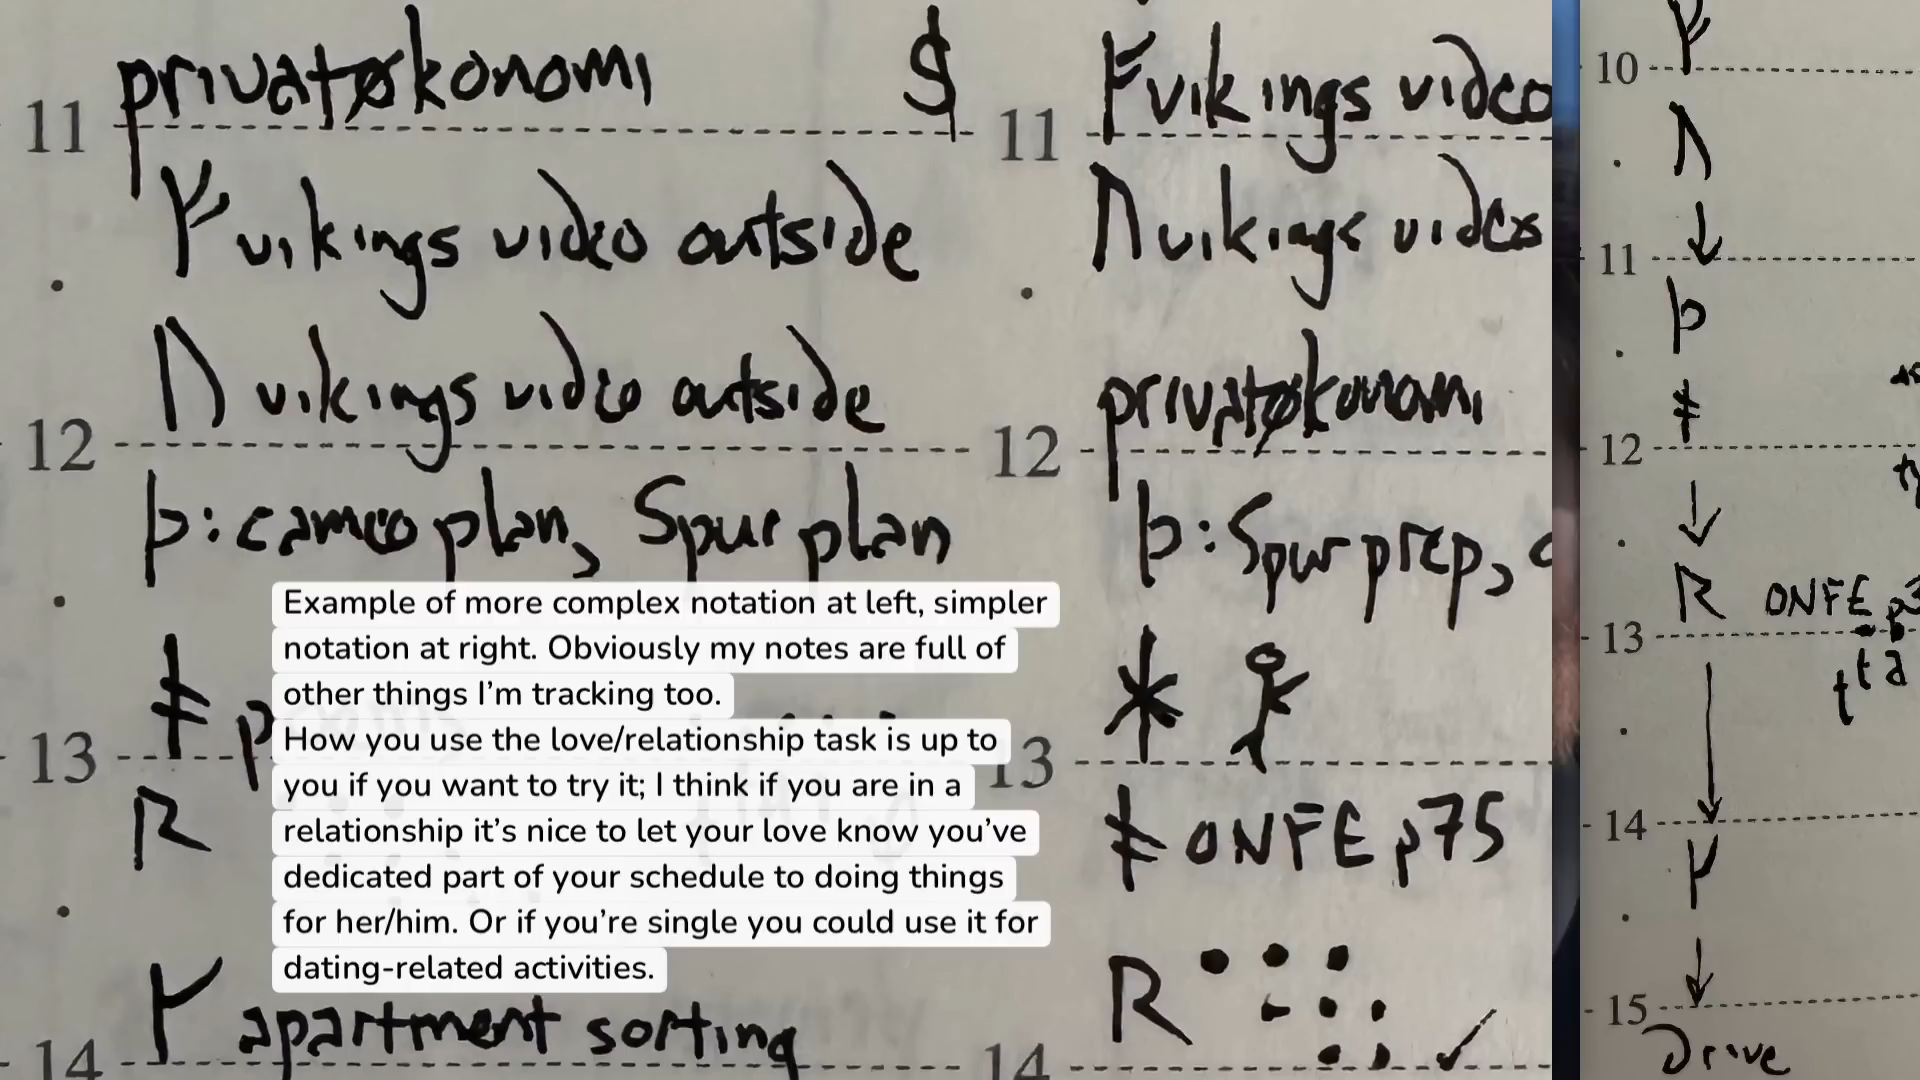 privatøkonomi $
11
ᚠ vikings video outside
ᚢ vikings video outside
12
þ: cameo plan, Spur plan
ᚯ p
13
R
ᚴ apartment sorting
14
ᚠ vikings video
11
ᚢ vikings video
privatøkonomi
12
þ: Spur prep,
13
ᚯ ONFE p75
R ✓
14
ᚠ
10
ᚢ
↓
11
þ
ᚯ
12
↓
R ONFE
13
↓
14
ᚴ
↓
15
Drive
Example of more complex notation at left, simpler
notation at right. Obviously my notes are full of
other things I’m tracking too.
How you use the love/relationship task is up to
you if you want to try it; I think if you are in a
relationship it’s nice to let your love know you’ve
dedicated part of your schedule to doing things
for her/him. Or if you’re single you could use it for
dating-related activities.